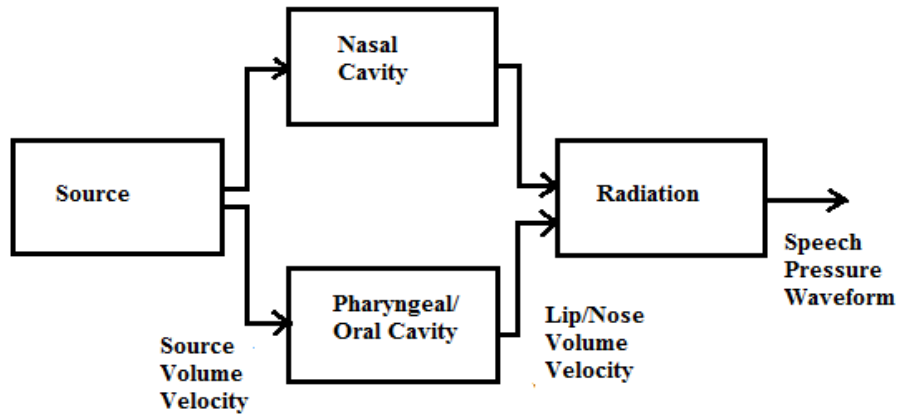 Nasal
Cavity
Source
Radiation
Pharyngeal/
Oral Cavity
Source
Volume
Velocity
Lip/Nose
Volume
Velocity
Speech
Pressure
Waveform